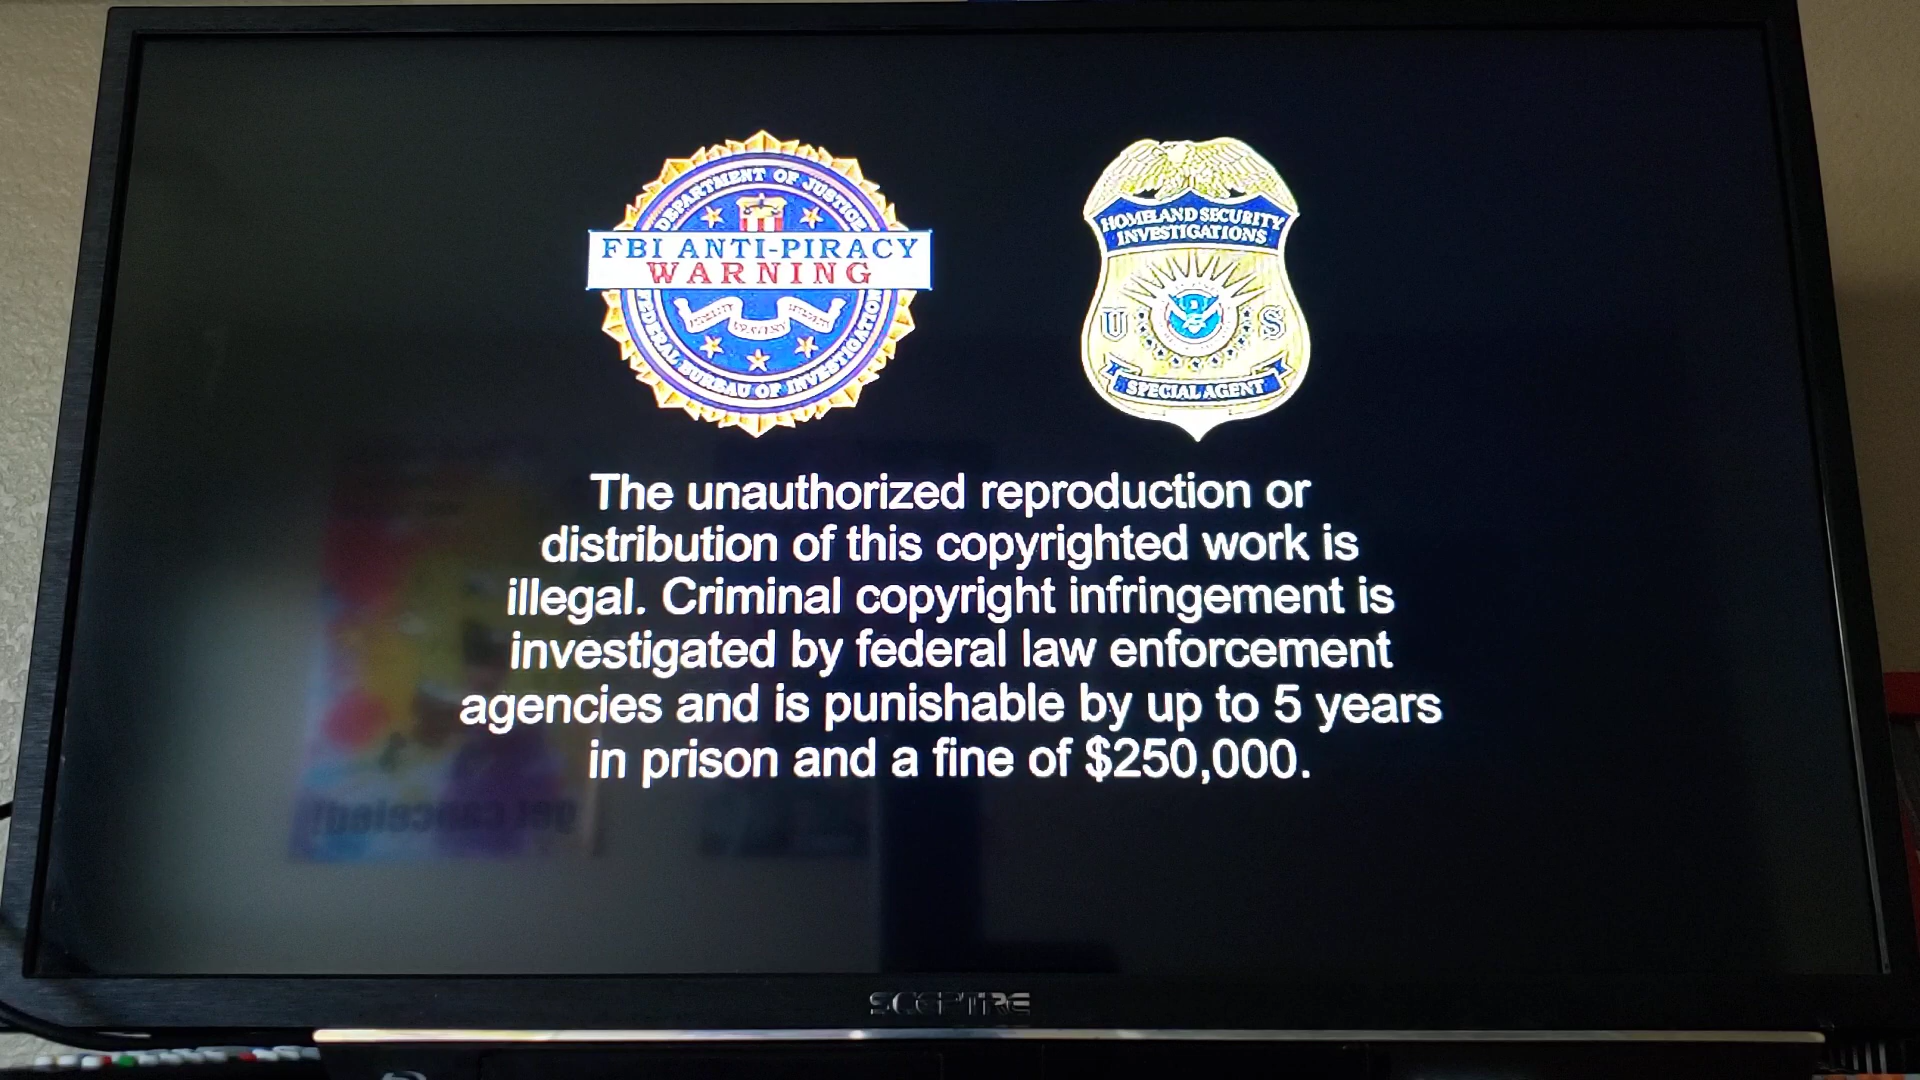 DEPARTMENT OF JUSTICE
FBI ANTI-PIRACY
WARNING
FEDERAL BUREAU OF INVESTIGATION
HOMELAND SECURITY
INVESTIGATIONS
U S
SPECIAL AGENT
The unauthorized reproduction or
distribution of this copyrighted work is
illegal. Criminal copyright infringement is
investigated by federal law enforcement
agencies and is punishable by up to 5 years
in prison and a fine of $250,000.
get canceled!
SCEPTRE